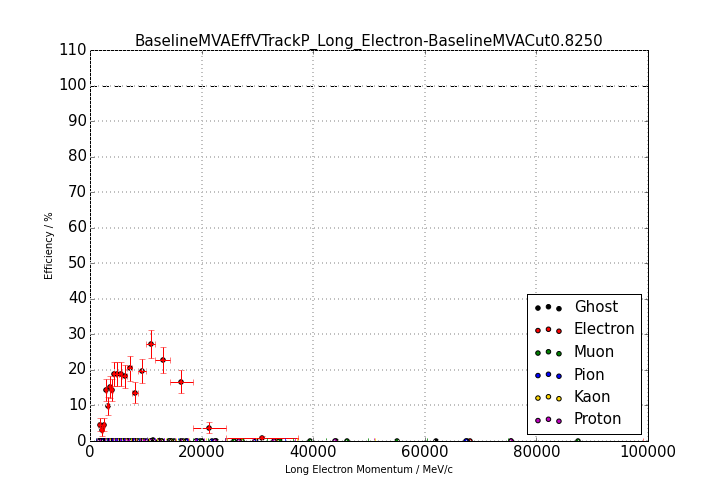 BaselineMVAEffVTrackP_Long_Electron-BaselineMVACut0.8250
110
100
90
80
70
60
50
40
30
20
10
0
Efficiency / %
Ghost
Electron
Muon
Pion
Kaon
Proton
0 20000 40000 60000 80000 100000
Long Electron Momentum / MeV/c